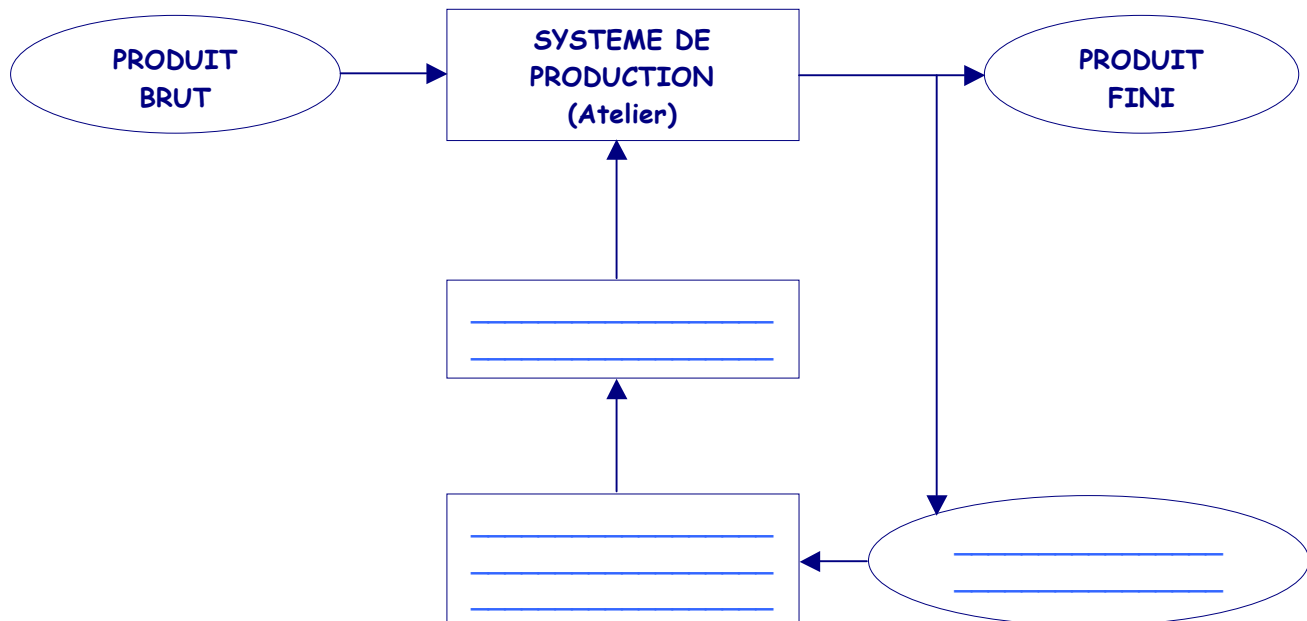 PRODUIT
BRUT
SYSTEME DE
PRODUCTION
(Atelier)
PRODUIT
FINI